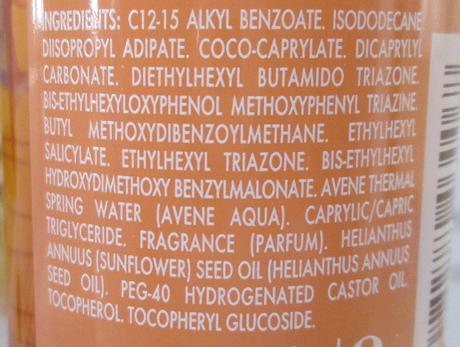 INGREDIENTS: C12-15 ALKYL BENZOATE. ISODODECANE.
DIISOPROPYL ADIPATE. COCO-CAPRYLATE. DICAPRYLYL
CARBONATE. DIETHYLHEXYL BUTAMIDO TRIAZONE.
BIS-ETHYLHEXYLOXYPHENOL METHOXYPHENYL TRIAZINE.
BUTYL METHOXYDIBENZOYLMETHANE. ETHYLHEXYL
SALICYLATE. ETHYLHEXYL TRIAZONE. BIS-ETHYLHEXYL
HYDROXYDIMETHOXY BENZYLMALONATE. AVENE THERMAL
SPRING WATER (AVENE AQUA). CAPRYLIC/CAPRIC
TRIGLYCERIDE. FRAGRANCE (PARFUM). HELIANTHUS
ANNUUS (SUNFLOWER) SEED OIL (HELIANTHUS ANNUUS
SEED OIL). PEG-40 HYDROGENATED CASTOR OIL.
TOCOPHEROL. TOCOPHERYL GLUCOSIDE.